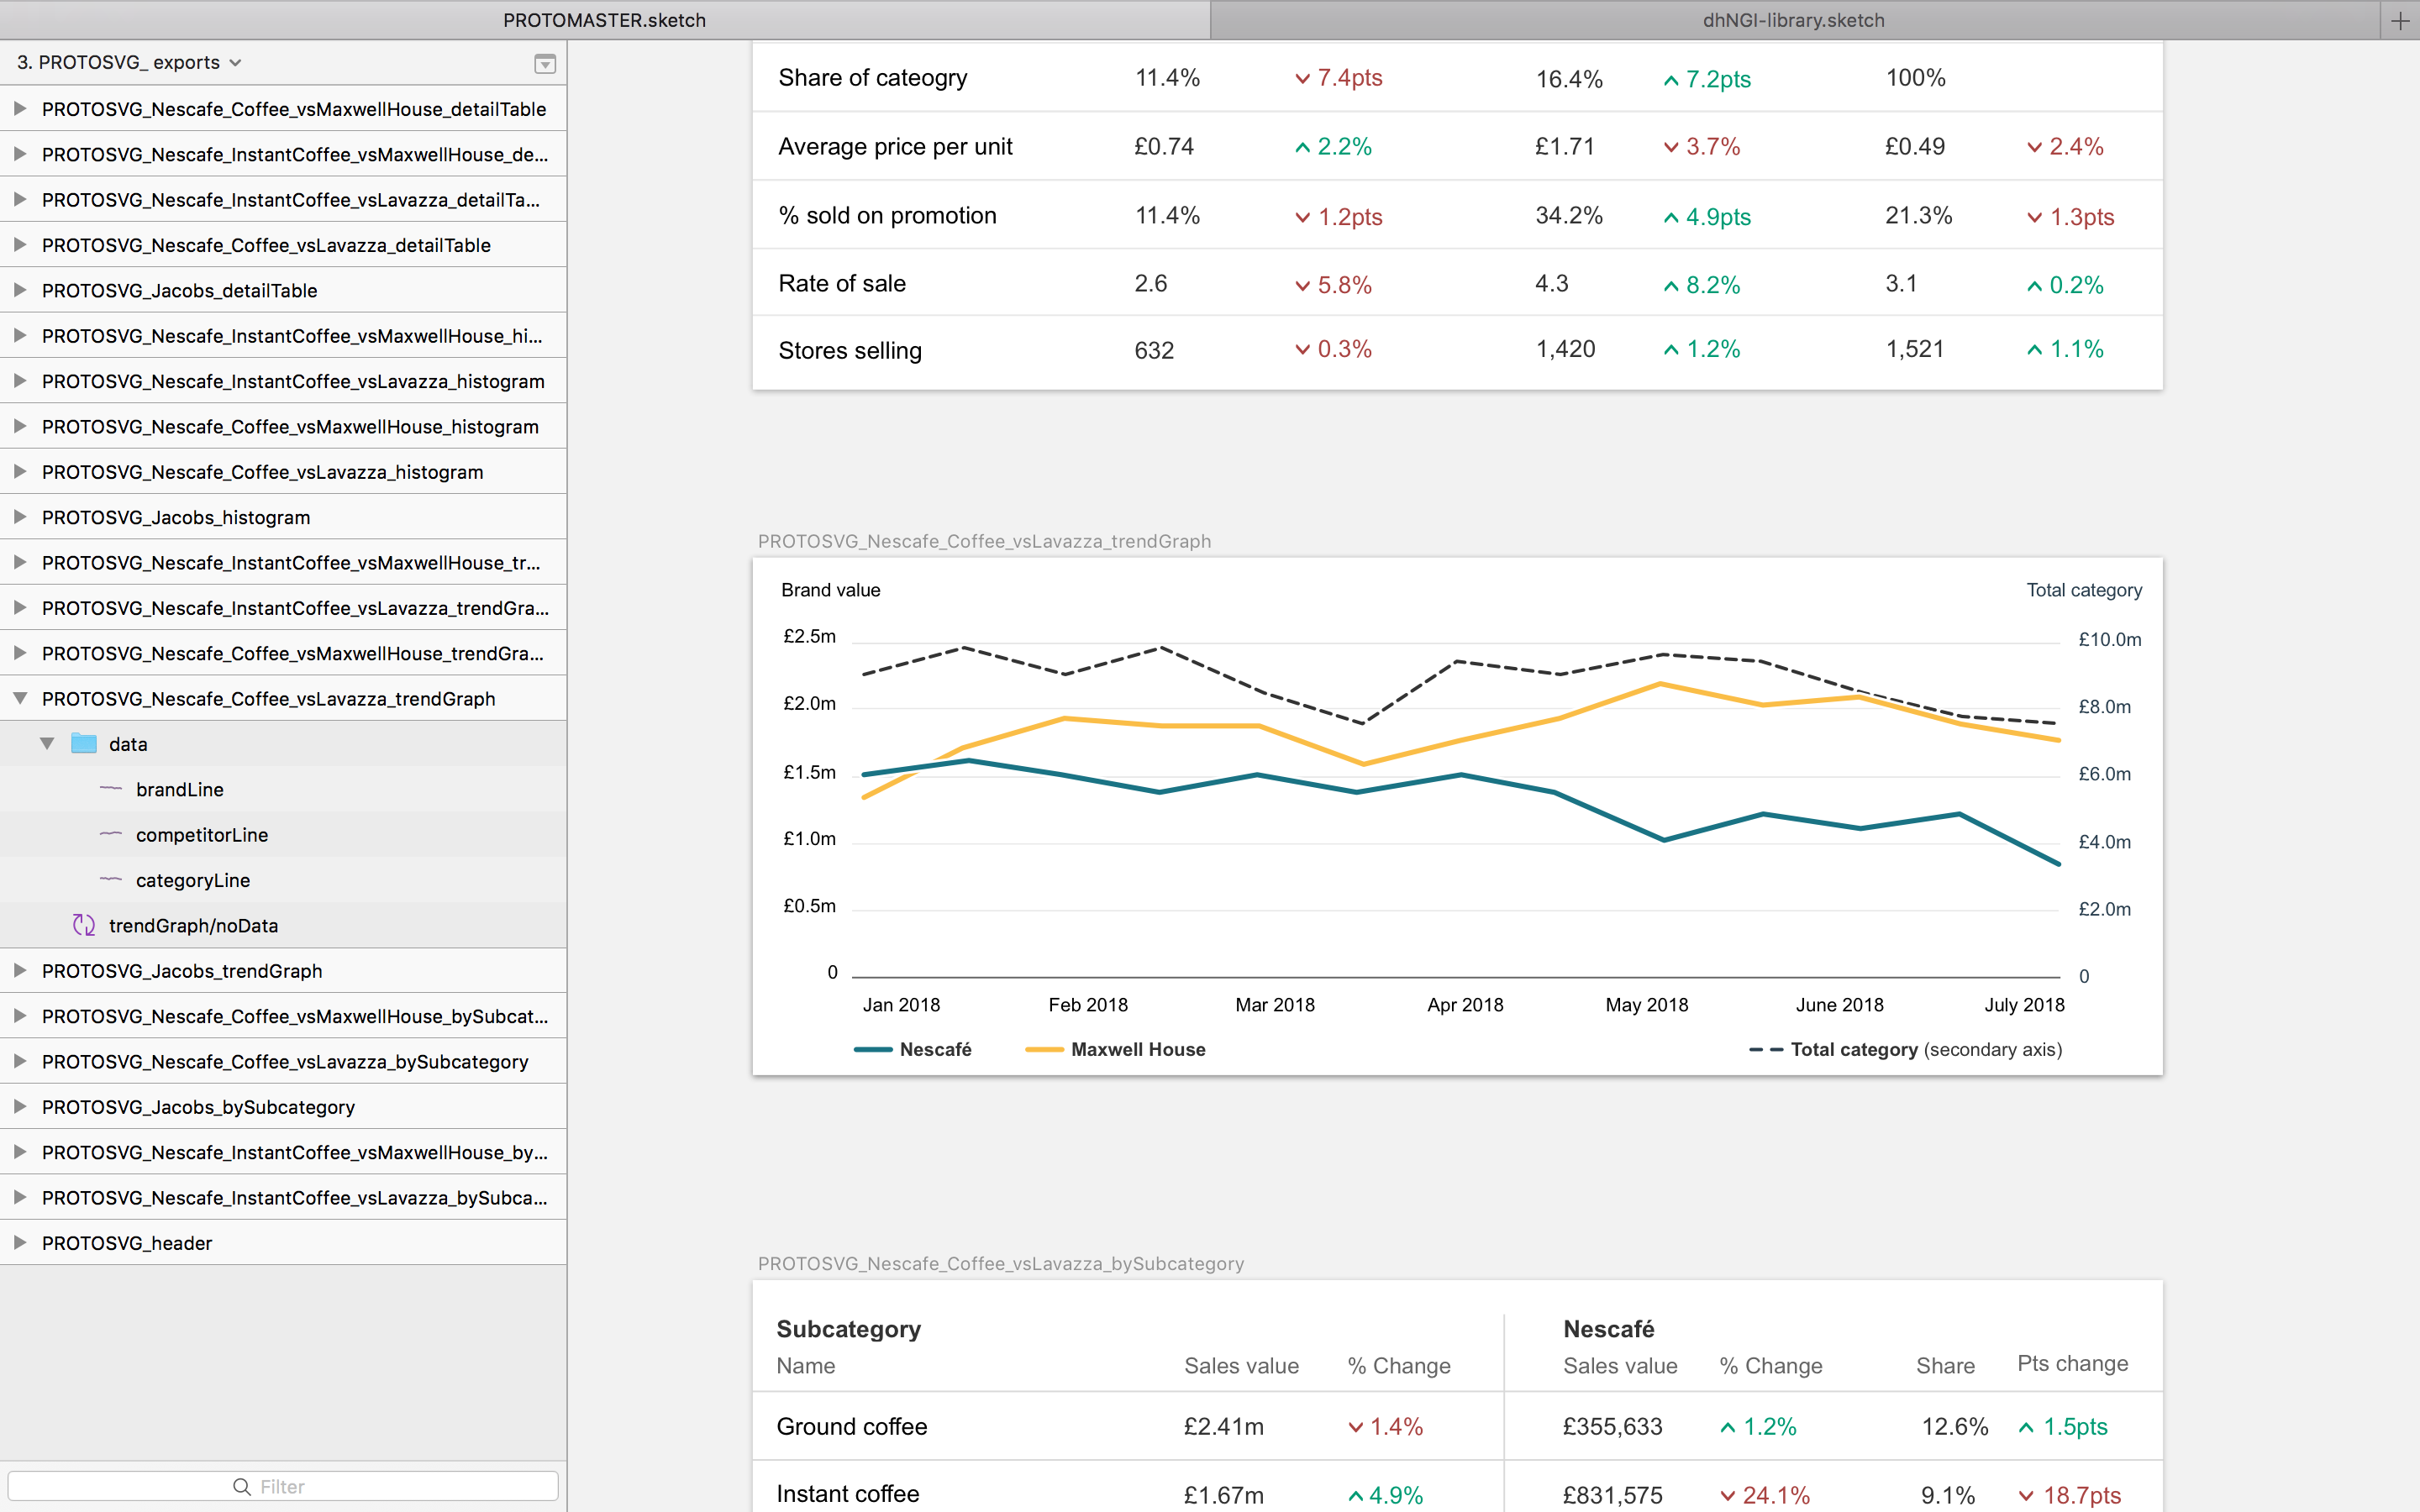 PROTOMASTER.sketch
dhNGI-library.sketch
3. PROTOSVG_ exports
PROTOSVG_Nescafe_Coffee_vsMaxwellHouse_detailTable
PROTOSVG_Nescafe_InstantCoffee_vsMaxwellHouse_de...
PROTOSVG_Nescafe_InstantCoffee_vsLavazza_detailTa...
PROTOSVG_Nescafe_Coffee_vsLavazza_detailTable
PROTOSVG_Jacobs_detailTable
PROTOSVG_Nescafe_InstantCoffee_vsMaxwellHouse_hi...
PROTOSVG_Nescafe_InstantCoffee_vsLavazza_histogram
PROTOSVG_Nescafe_Coffee_vsMaxwellHouse_histogram
PROTOSVG_Nescafe_Coffee_vsLavazza_histogram
PROTOSVG_Jacobs_histogram
PROTOSVG_Nescafe_InstantCoffee_vsMaxwellHouse_tr...
PROTOSVG_Nescafe_InstantCoffee_vsLavazza_trendGra...
PROTOSVG_Nescafe_Coffee_vsMaxwellHouse_trendGra...
PROTOSVG_Nescafe_Coffee_vsLavazza_trendGraph
data
brandLine
competitorLine
categoryLine
trendGraph/noData
PROTOSVG_Jacobs_trendGraph
PROTOSVG_Nescafe_Coffee_vsMaxwellHouse_bySubcat...
PROTOSVG_Nescafe_Coffee_vsLavazza_bySubcategory
PROTOSVG_Jacobs_bySubcategory
PROTOSVG_Nescafe_InstantCoffee_vsMaxwellHouse_by...
PROTOSVG_Nescafe_InstantCoffee_vsLavazza_bySubca...
PROTOSVG_header
Filter
Share of cateogry 11.4% 7.4pts 16.4% 7.2pts 100%
Average price per unit £0.74 2.2% £1.71 3.7% £0.49 2.4%
% sold on promotion 11.4% 1.2pts 34.2% 4.9pts 21.3% 1.3pts
Rate of sale 2.6 5.8% 4.3 8.2% 3.1 0.2%
Stores selling 632 0.3% 1,420 1.2% 1,521 1.1%
PROTOSVG_Nescafe_Coffee_vsLavazza_trendGraph
Brand value Total category
£2.5m £10.0m
£2.0m £8.0m
£1.5m £6.0m
£1.0m £4.0m
£0.5m £2.0m
0 0
Jan 2018 Feb 2018 Mar 2018 Apr 2018 May 2018 June 2018 July 2018
Nescafé Maxwell House Total category (secondary axis)
PROTOSVG_Nescafe_Coffee_vsLavazza_bySubcategory
Subcategory Nescafé
Name Sales value % Change Sales value % Change Share Pts change
Ground coffee £2.41m 1.4% £355,633 1.2% 12.6% 1.5pts
Instant coffee £1.67m 4.9% £831,575 24.1% 9.1% 18.7pts